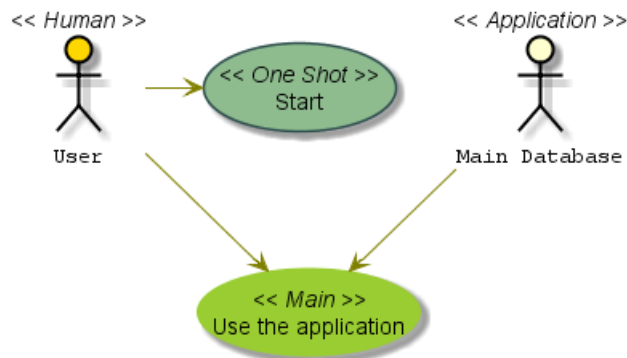 << Human >>
<< Application >>
<< One Shot >>
Start
User
Main Database
<< Main >>
Use the application